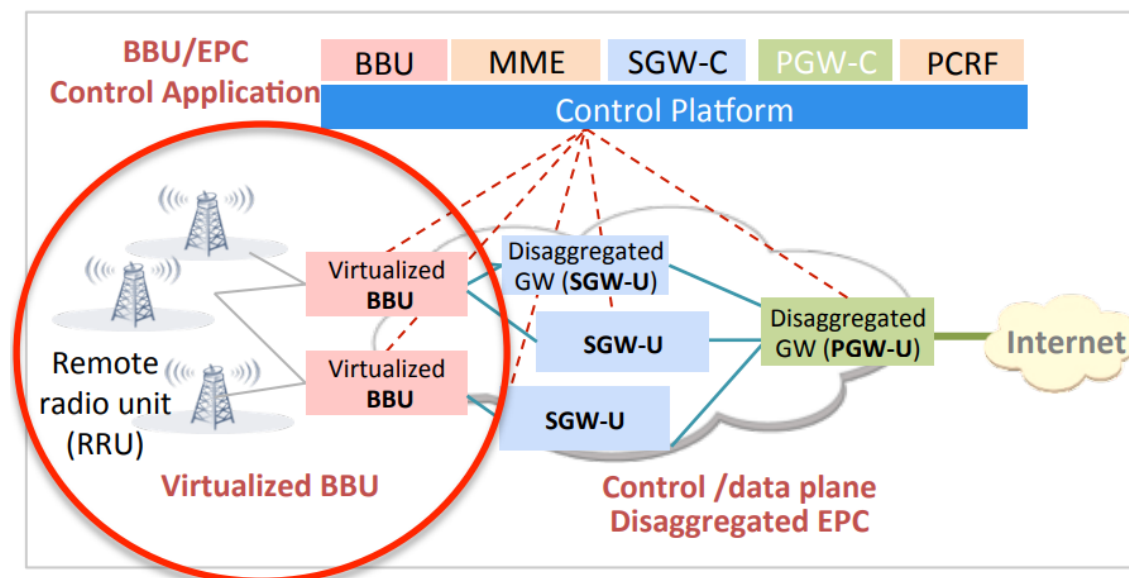 BBU/EPC
Control Application
BBU
MME
SGW-C
PGW-C
PCRF
Control Platform
Disaggregated
GW (SGW-U)
Virtualized
BBU
SGW-U
Disaggregated
GW (PGW-U)
Internet
Remote
radio unit
(RRU)
Virtualized
BBU
SGW-U
Virtualized BBU
Control /data plane
Disaggregated EPC